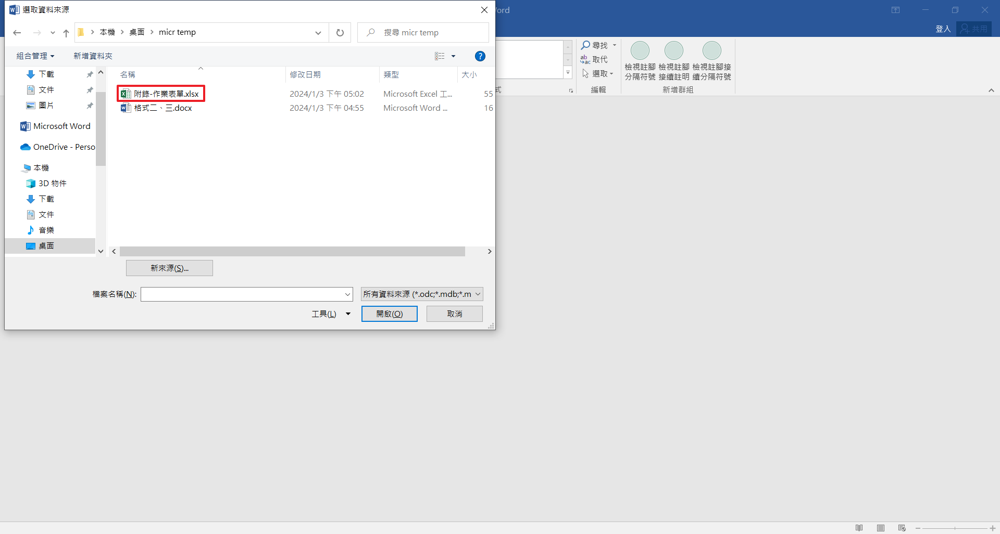 選取資料來源
ord
登入
共用
本機 桌面 micr temp
搜尋 micr temp
組合管理
新增資料夾
名稱
修改日期
類型
大小
附錄-作業表單.xlsx
2024/1/3 下午 05:02
Microsoft Excel 工...
55
格式二、三.docx
2024/1/3 下午 04:55
Microsoft Word ...
16
下載
文件
圖片
Microsoft Word
OneDrive - Perso
本機
3D 物件
下載
文件
音樂
桌面
新來源(S)...
檔案名稱(N):
所有資料來源 (*.odc;*.mdb;*.m
工具(L)
開啟(O)
取消
尋找
取代
選取
編輯
檢視註腳
分隔符號
檢視註腳
接續註明
檢視註腳接
續分隔符號
新增群組
式